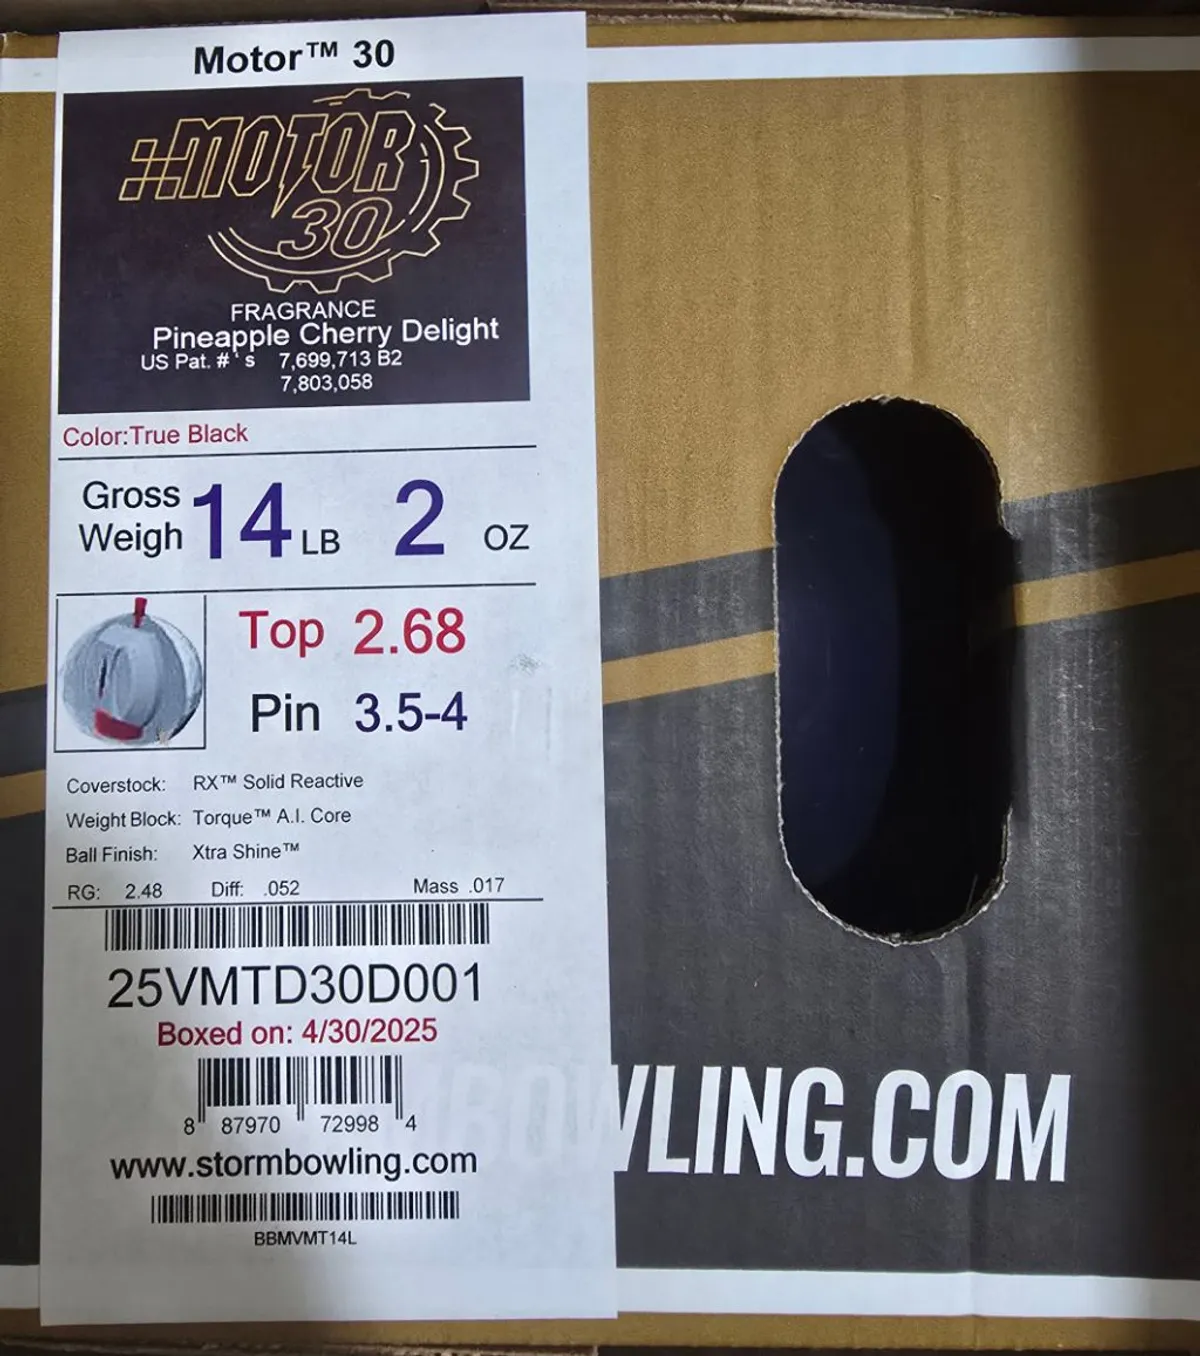 Motor™ 30
MOTOR
30
FRAGRANCE
Pineapple Cherry Delight
US Pat. #'s 7,699,713 B2
7,803,058
Color:True Black
Gross
Weigh 14 LB 2 OZ
Top 2.68
Pin 3.5-4
Coverstock: RX™ Solid Reactive
Weight Block: Torque™ A.I. Core
Ball Finish: Xtra Shine™
RG: 2.48 Diff: .052 Mass .017
25VMTD30D001
Boxed on: 4/30/2025
8 87970 72998 4
www.stormbowling.com
BBMVMT14L
BOWLING.COM